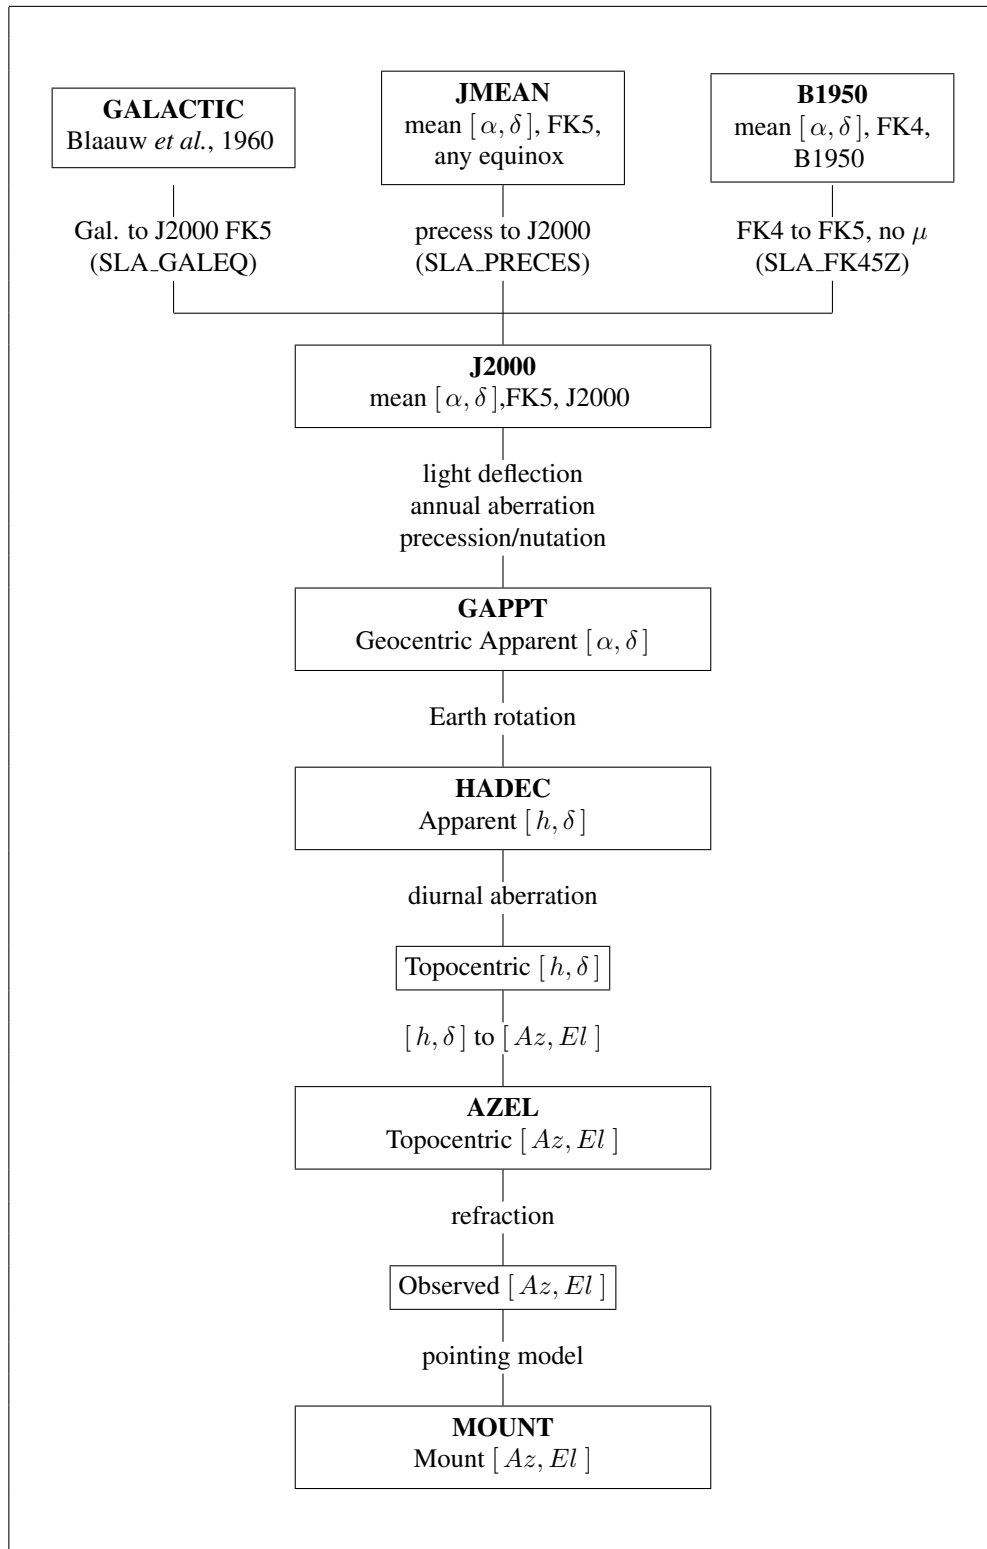 GALACTIC
Blaauw et al., 1960
JMEAN
mean [ α, δ ], FK5,
any equinox
B1950
mean [ α, δ ], FK4,
B1950
Gal. to J2000 FK5
(SLA_GALEQ)
precess to J2000
(SLA_PRECES)
FK4 to FK5, no μ
(SLA_FK45Z)
J2000
mean [ α, δ ],FK5, J2000
light deflection
annual aberration
precession/nutation
GAPPT
Geocentric Apparent [ α, δ ]
Earth rotation
HADEC
Apparent [ h, δ ]
diurnal aberration
Topocentric [ h, δ ]
[ h, δ ] to [ Az, El ]
AZEL
Topocentric [ Az, El ]
refraction
Observed [ Az, El ]
pointing model
MOUNT
Mount [ Az, El ]